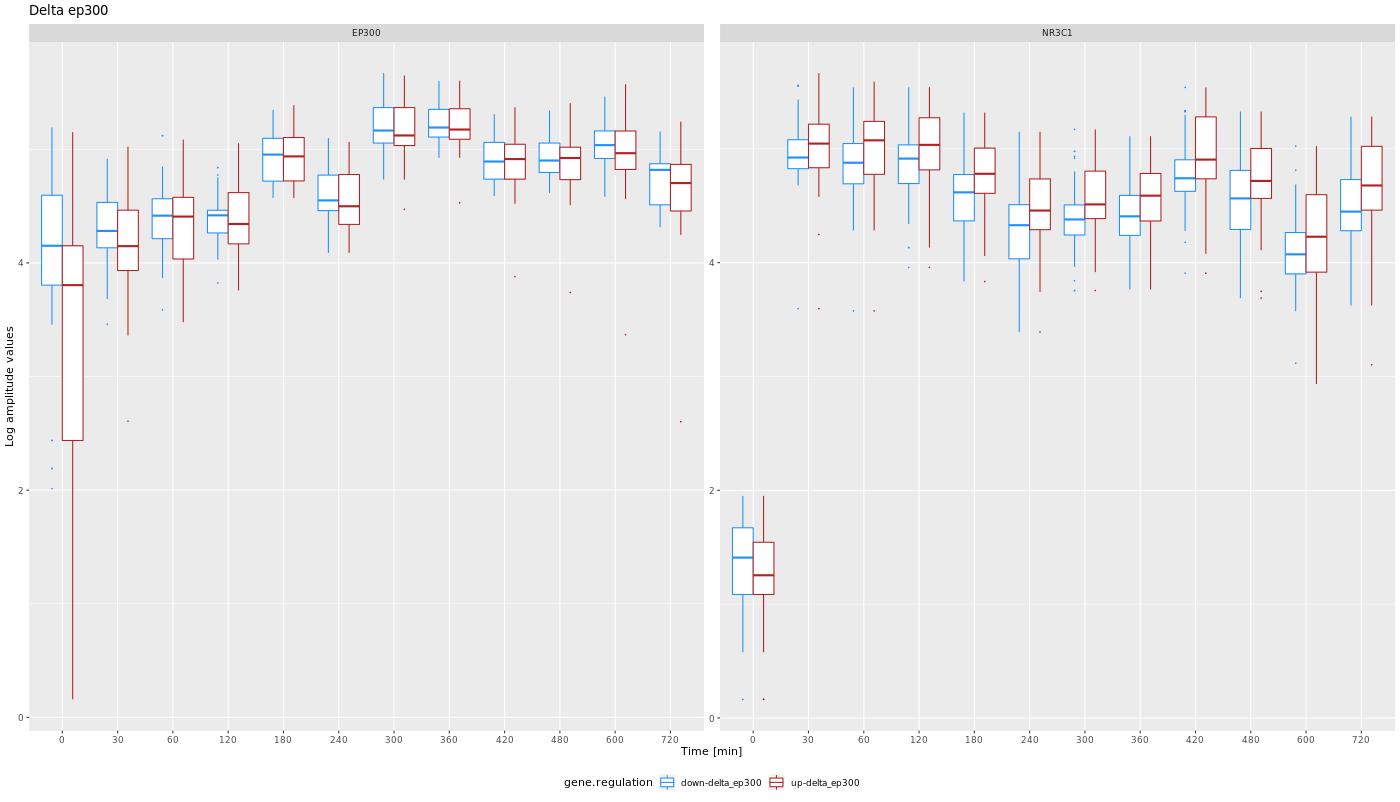 Delta ep300
EP300 NR3C1
Log amplitude values
4 4
2 2
0 0
0 30 60 120 180 240 300 360 420 480 600 720 0 30 60 120 180 240 300 360 420 480 600 720
Time [min]
gene.regulation down-delta_ep300 up-delta_ep300